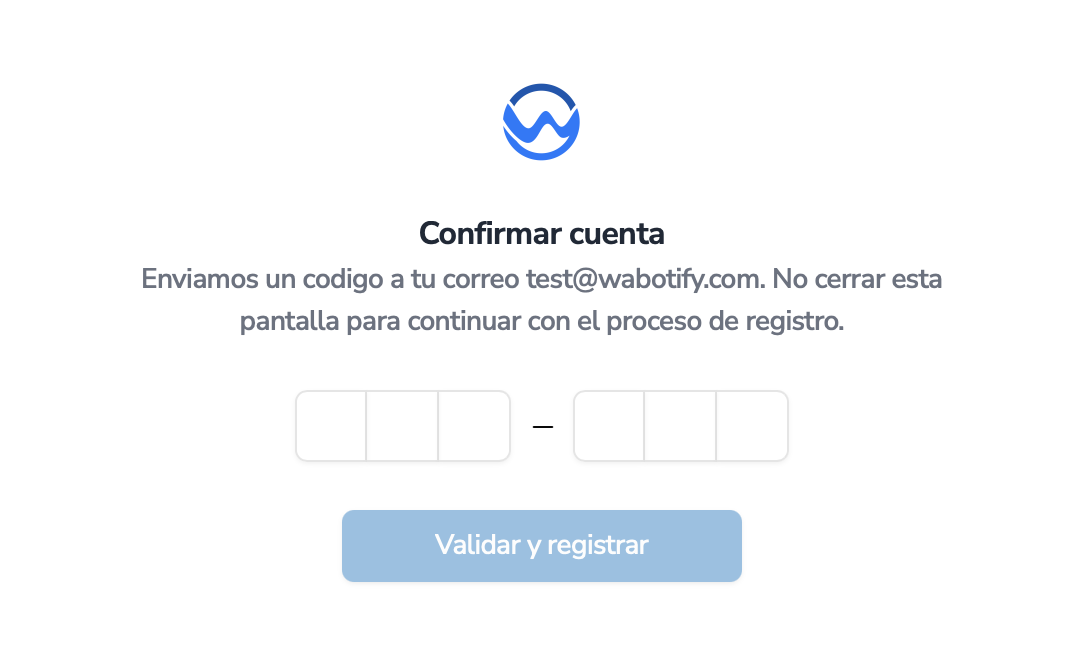 Confirmar cuenta
Enviamos un codigo a tu correo test@wabotify.com. No cerrar esta
pantalla para continuar con el proceso de registro.
–
Validar y registrar